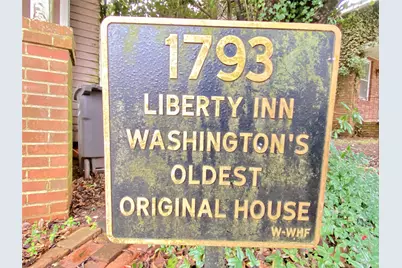 1793
LIBERTY INN
WASHINGTON'S
OLDEST
ORIGINAL HOUSE
W-WHF